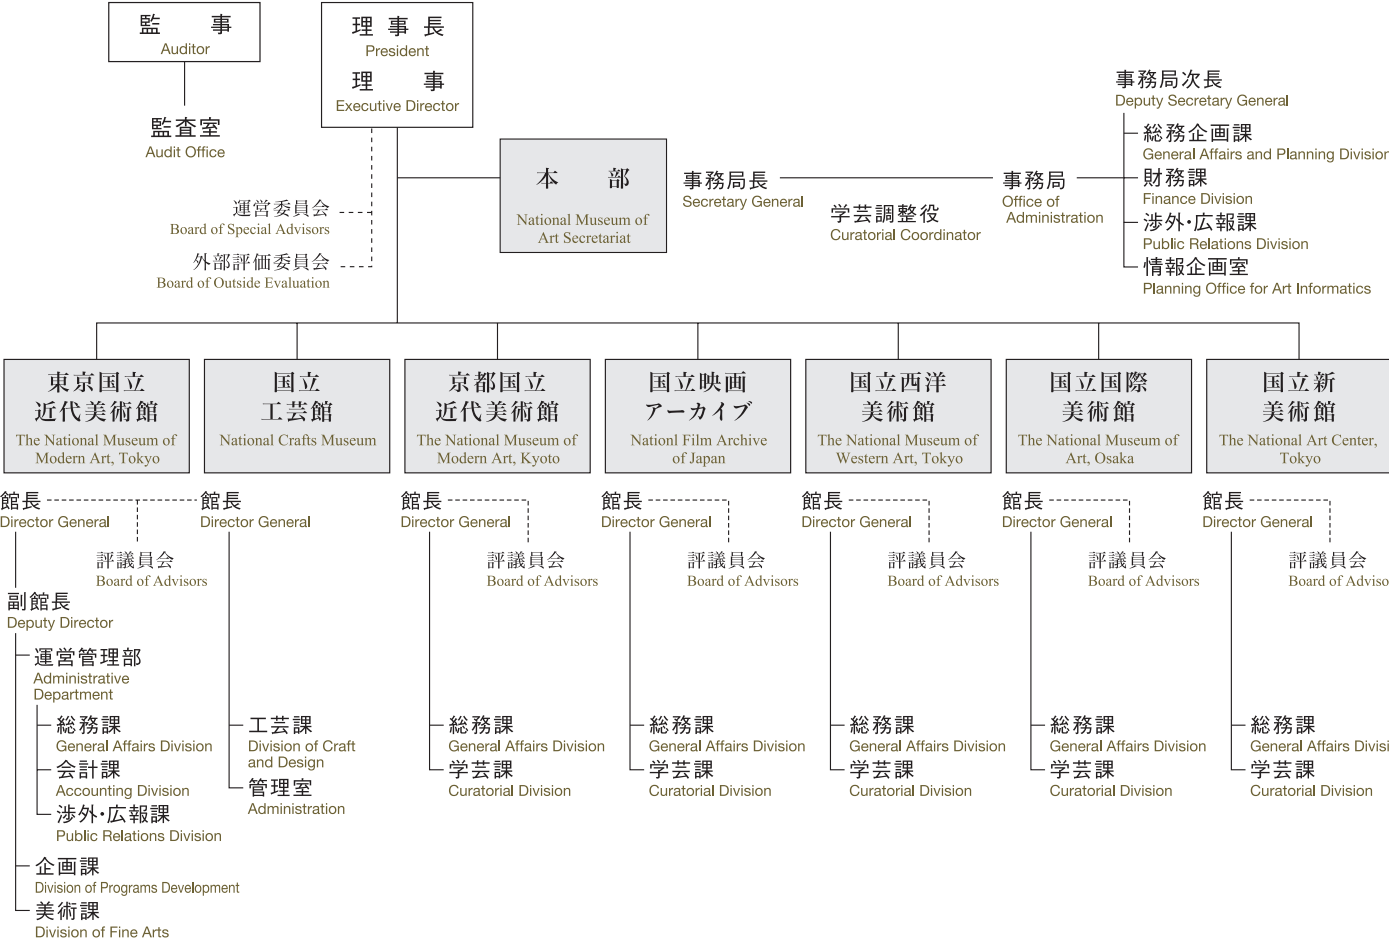 監 事
Auditor
監査室
Audit Office
理 事 長
President
理 事
Executive Director
運営委員会
Board of Special Advisors
外部評価委員会
Board of Outside Evaluation
本 部
National Museum of
Art Secretariat
事務局長
Secretary General
学芸調整役
Curatorial Coordinator
事務局
Office of
Administration
事務局次長
Deputy Secretary General
総務企画課
General Affairs and Planning Division
財務課
Finance Division
渉外・広報課
Public Relations Division
情報企画室
Planning Office for Art Informatics
東京国立
近代美術館
The National Museum of
Modern Art, Tokyo
国立
工芸館
National Crafts Museum
京都国立
近代美術館
The National Museum of
Modern Art, Kyoto
国立映画
アーカイブ
Nationl Film Archive
of Japan
国立西洋
美術館
The National Museum of
Western Art, Tokyo
国立国際
美術館
The National Museum of
Art, Osaka
国立新
美術館
The National Art Center,
Tokyo
館長
Director General
評議員会
Board of Advisors
副館長
Deputy Director
運営管理部
Administrative
Department
総務課
General Affairs Division
会計課
Accounting Division
渉外・広報課
Public Relations Division
企画課
Division of Programs Development
美術課
Division of Fine Arts
館長
Director General
工芸課
Division of Craft
and Design
管理室
Administration
館長
Director General
評議員会
Board of Advisors
総務課
General Affairs Division
学芸課
Curatorial Division
館長
Director General
評議員会
Board of Advisors
総務課
General Affairs Division
学芸課
Curatorial Division
館長
Director General
評議員会
Board of Advisors
総務課
General Affairs Division
学芸課
Curatorial Division
館長
Director General
評議員会
Board of Advisors
総務課
General Affairs Division
学芸課
Curatorial Division
館長
Director General
評議員会
Board of Adviso
総務課
General Affairs Divisi
学芸課
Curatorial Division